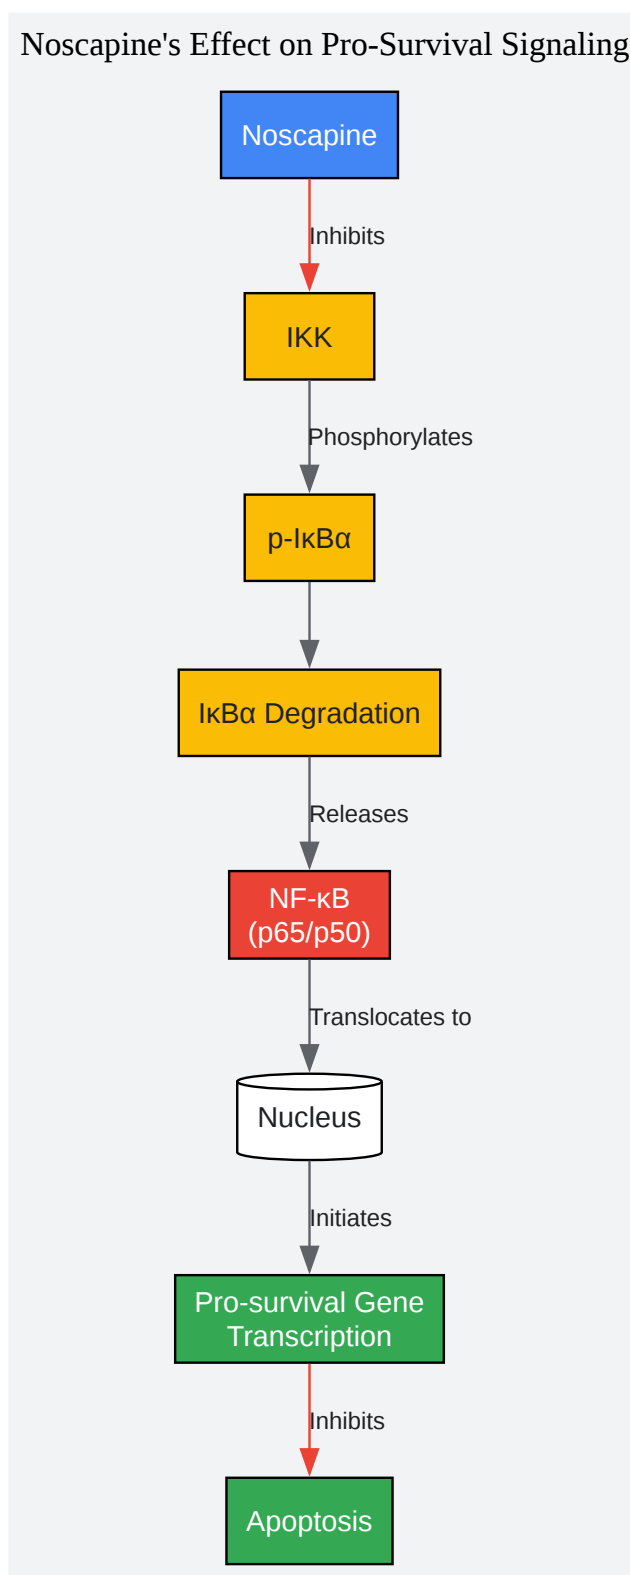 Noscapine's Effect on Pro-Survival Signaling
Noscapine
Inhibits
IKK
Phosphorylates
p-IκBα
IκBα Degradation
Releases
NF-κB
(p65/p50)
Translocates to
Nucleus
Initiates
Pro-survival Gene
Transcription
Inhibits
Apoptosis